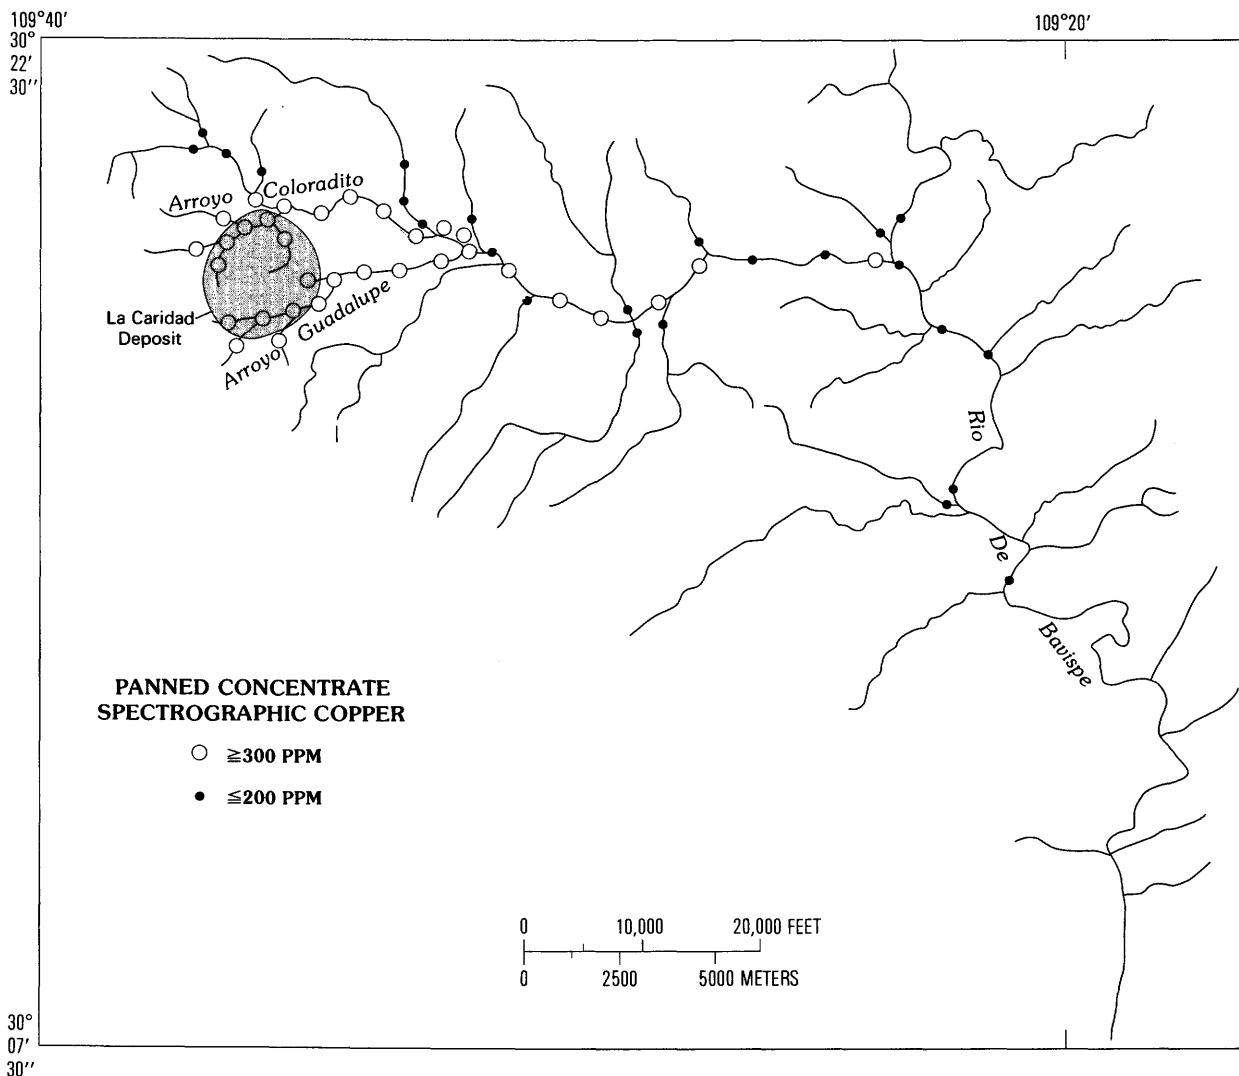 109°40′
109°20′
30°
22′
30″
Arroyo Coloradito
La Caridad
Deposit
Arroyo Guadalupe
Rio
De
Bavispe
PANNED CONCENTRATE
SPECTROGRAPHIC COPPER
≧300 PPM
≦200 PPM
0 10,000 20,000 FEET
0 2500 5000 METERS
30°
07′
30″